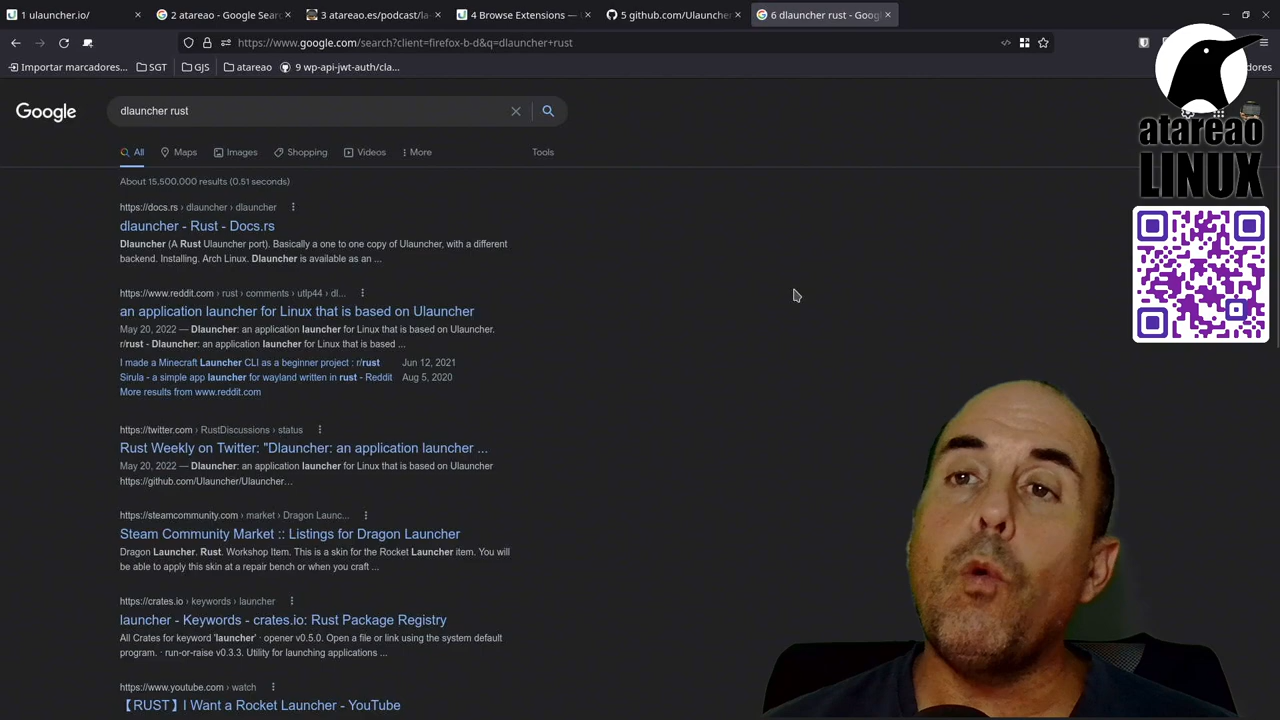 1 ulauncher.io/
2 atareao - Google Sear
3 atareao.es/podcast/la
4 Browse Extensions —
5 github.com/Ulauncher
6 dlauncher rust - Googl
https://www.google.com/search?client=firefox-b-d&q=dlauncher+rust
Importar marcadores...
SGT
GJS
atareao
9 wp-api-jwt-auth/cla...
dores
atareao
LINUX
Google
dlauncher rust
All
Maps
Images
Shopping
Videos
More
Tools
About 15,500,000 results (0.51 seconds)
https://docs.rs › dlauncher › dlauncher
dlauncher - Rust - Docs.rs
Dlauncher (A Rust Ulauncher port). Basically a one to one copy of Ulauncher, with a different
backend. Installing. Arch Linux. Dlauncher is available as an ...
https://www.reddit.com › rust › comments › utlp44 › dl...
an application launcher for Linux that is based on Ulauncher
May 20, 2022 — Dlauncher: an application launcher for Linux that is based on Ulauncher.
r/rust - Dlauncher: an application launcher for Linux that is based ...
I made a Minecraft Launcher CLI as a beginner project : r/rust Jun 12, 2021
Sirula - a simple app launcher for wayland written in rust - Reddit Aug 5, 2020
More results from www.reddit.com
https://twitter.com › RustDiscussions › status
Rust Weekly on Twitter: "Dlauncher: an application launcher ...
May 20, 2022 — Dlauncher: an application launcher for Linux that is based on Ulauncher
https://github.com/Ulauncher/Ulauncher...
https://steamcommunity.com › market › Dragon Launc...
Steam Community Market :: Listings for Dragon Launcher
Dragon Launcher. Rust. Workshop Item. This is a skin for the Rocket Launcher item. You will
be able to apply this skin at a repair bench or when you craft ...
https://crates.io › keywords › launcher
launcher - Keywords - crates.io: Rust Package Registry
All Crates for keyword 'launcher' · opener v0.5.0. Open a file or link using the system default
program. · run-or-raise v0.3.3. Utility for launching applications ...
https://www.youtube.com › watch
【RUST】I Want a Rocket Launcher - YouTube